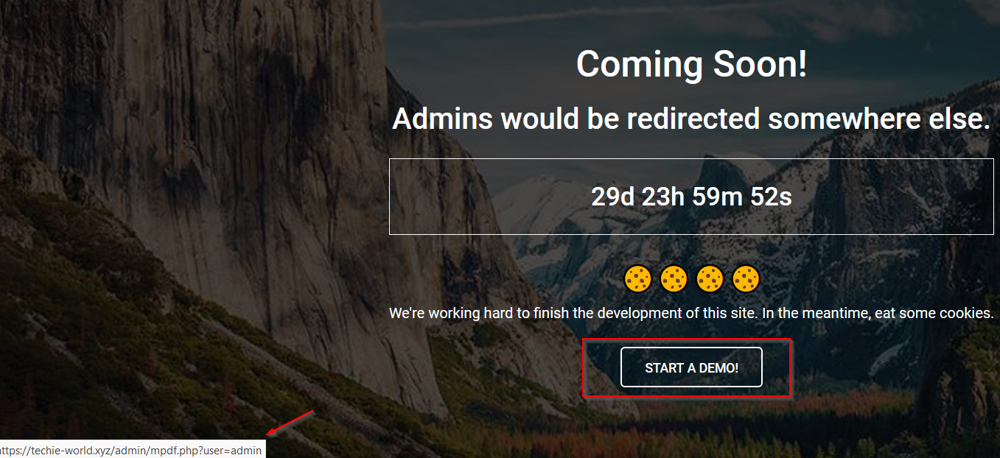 Coming Soon!
Admins would be redirected somewhere else.
29d 23h 59m 52s
We're working hard to finish the development of this site. In the meantime, eat some cookies.
START A DEMO!
ttps://techie-world.xyz/admin/mpdf.php?user=admin